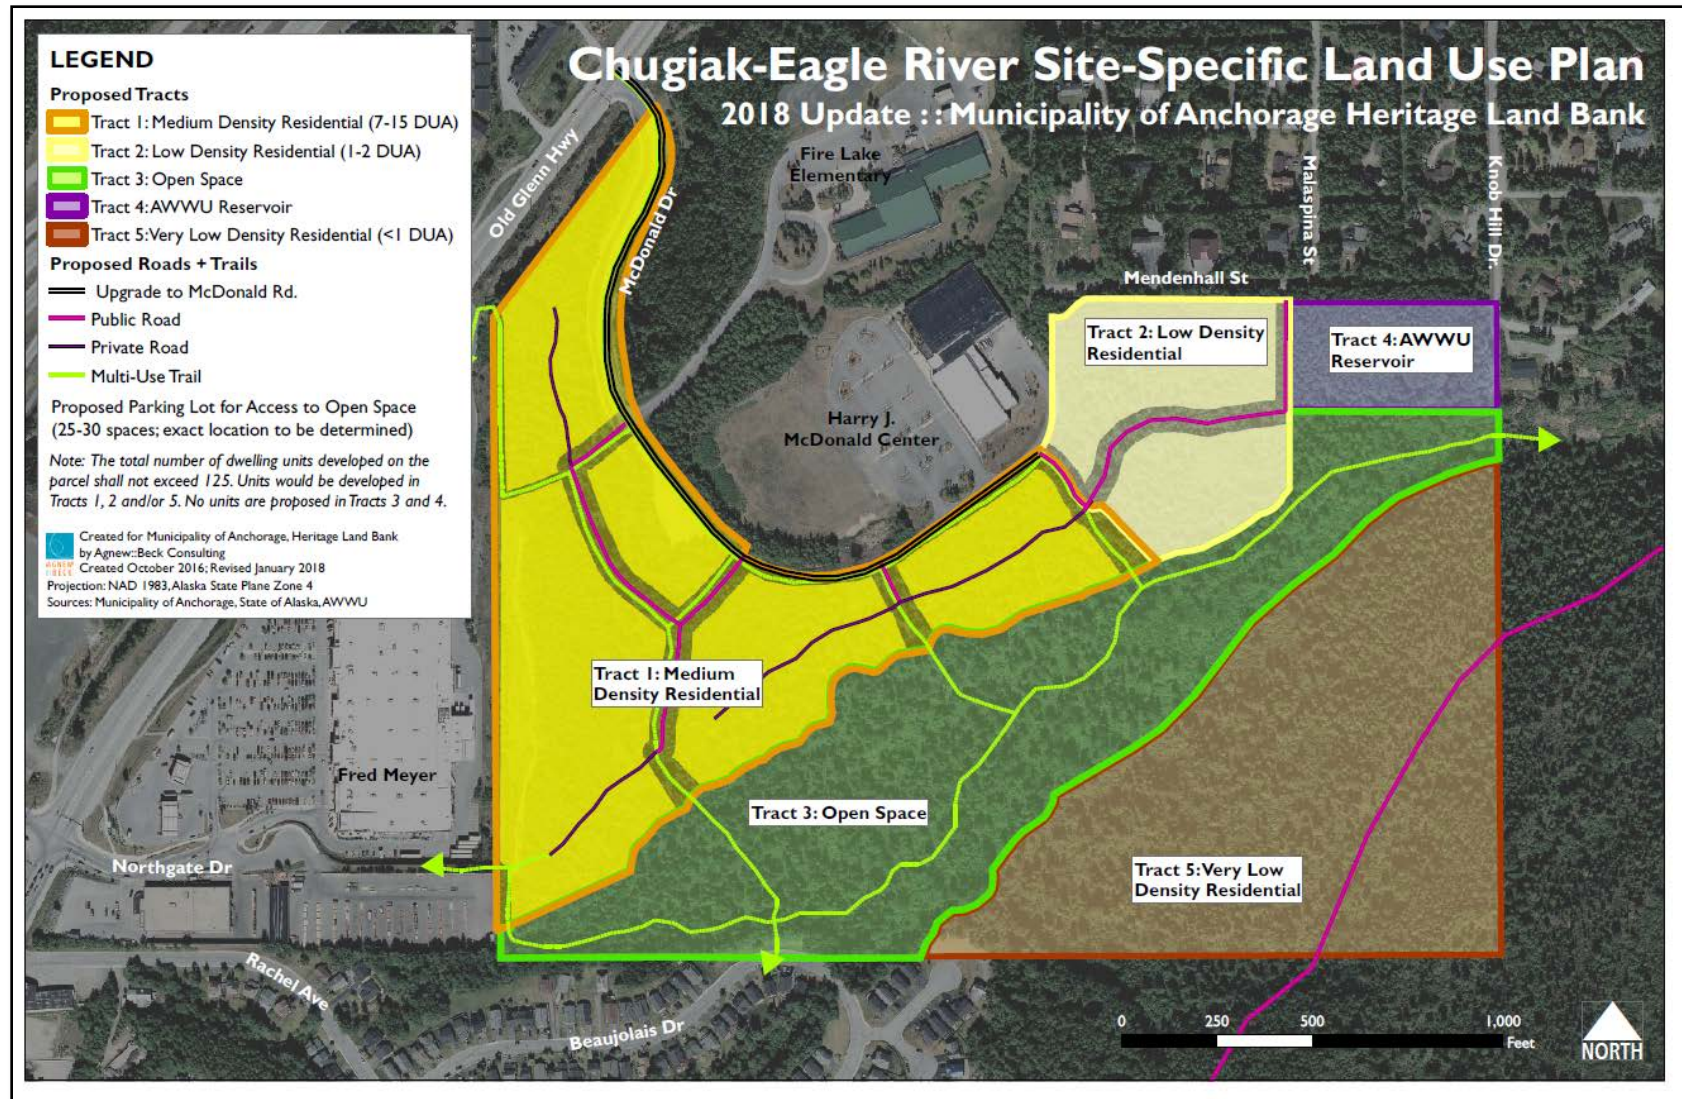 Chugiak-Eagle River Site-Specific Land Use Plan
2018 Update :: Municipality of Anchorage Heritage Land Bank
LEGEND
Proposed Tracts
Tract 1: Medium Density Residential (7-15 DUA)
Tract 2: Low Density Residential (1-2 DUA)
Tract 3: Open Space
Tract 4: AWWU Reservoir
Tract 5: Very Low Density Residential (<1 DUA)
Proposed Roads + Trails
Upgrade to McDonald Rd.
Public Road
Private Road
Multi-Use Trail
Proposed Parking Lot for Access to Open Space
(25-30 spaces; exact location to be determined)
Note: The total number of dwelling units developed on the
parcel shall not exceed 125. Units would be developed in
Tracts 1, 2 and/or 5. No units are proposed in Tracts 3 and 4.
Created for Municipality of Anchorage, Heritage Land Bank
by Agnew::Beck Consulting
AGNEW
::BECK
Created October 2016; Revised January 2018
Projection: NAD 1983, Alaska State Plane Zone 4
Sources: Municipality of Anchorage, State of Alaska, AWWU
Old Glenn Hwy
McDonald Dr
Fire Lake
Elementary
Malaspina St
Knob Hill Dr.
Mendenhall St
Tract 2: Low Density
Residential
Tract 4: AWWU
Reservoir
Harry J.
McDonald Center
Tract 1: Medium
Density Residential
Fred Meyer
Tract 3: Open Space
Northgate Dr
Tract 5: Very Low
Density Residential
Rachel Ave
Beaujolais Dr
0 250 500 1,000
Feet
NORTH